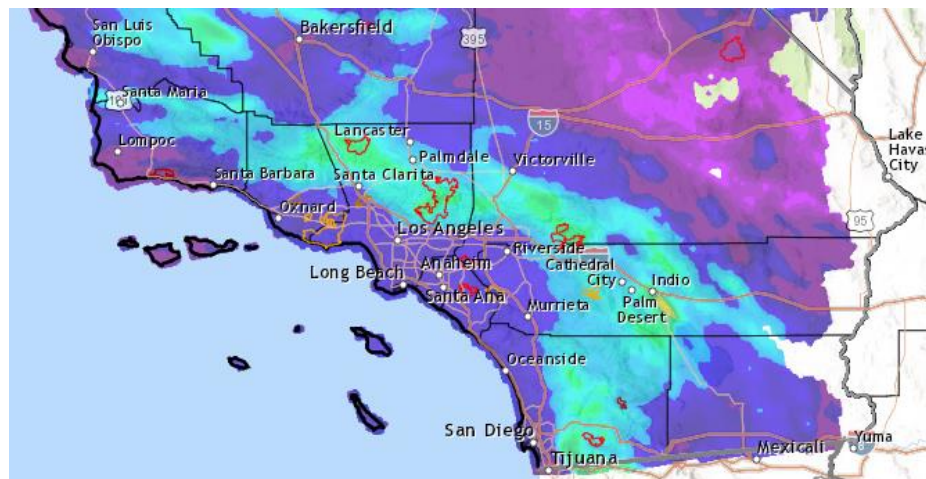 San Luis
Obispo
Bakersfield
395
Santa Maria
Lompoc
Lancaster
Palmdale
15
Victorville
Lake
Havas
City
Santa Barbara
Santa Clarita
Oxnard
Los Angeles
95
Riverside
Long Beach
Anaheim
Cathedral
City
Indio
Santa Ana
Palm
Desert
Murrieta
Oceanside
San Diego
Tijuana
Mexicali
Yuma
8